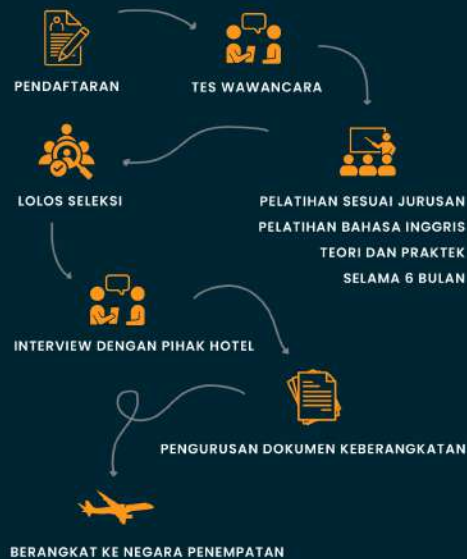 PENDAFTARAN
TES WAWANCARA
PELATIHAN SESUAI JURUSAN
PELATIHAN BAHASA INGGRIS
TEORI DAN PRAKTEK
SELAMA 6 BULAN
LOLOS SELEKSI
INTERVIEW DENGAN PIHAK HOTEL
PENGURUSAN DOKUMEN KEBERANGKATAN
BERANGKAT KE NEGARA PENEMPATAN